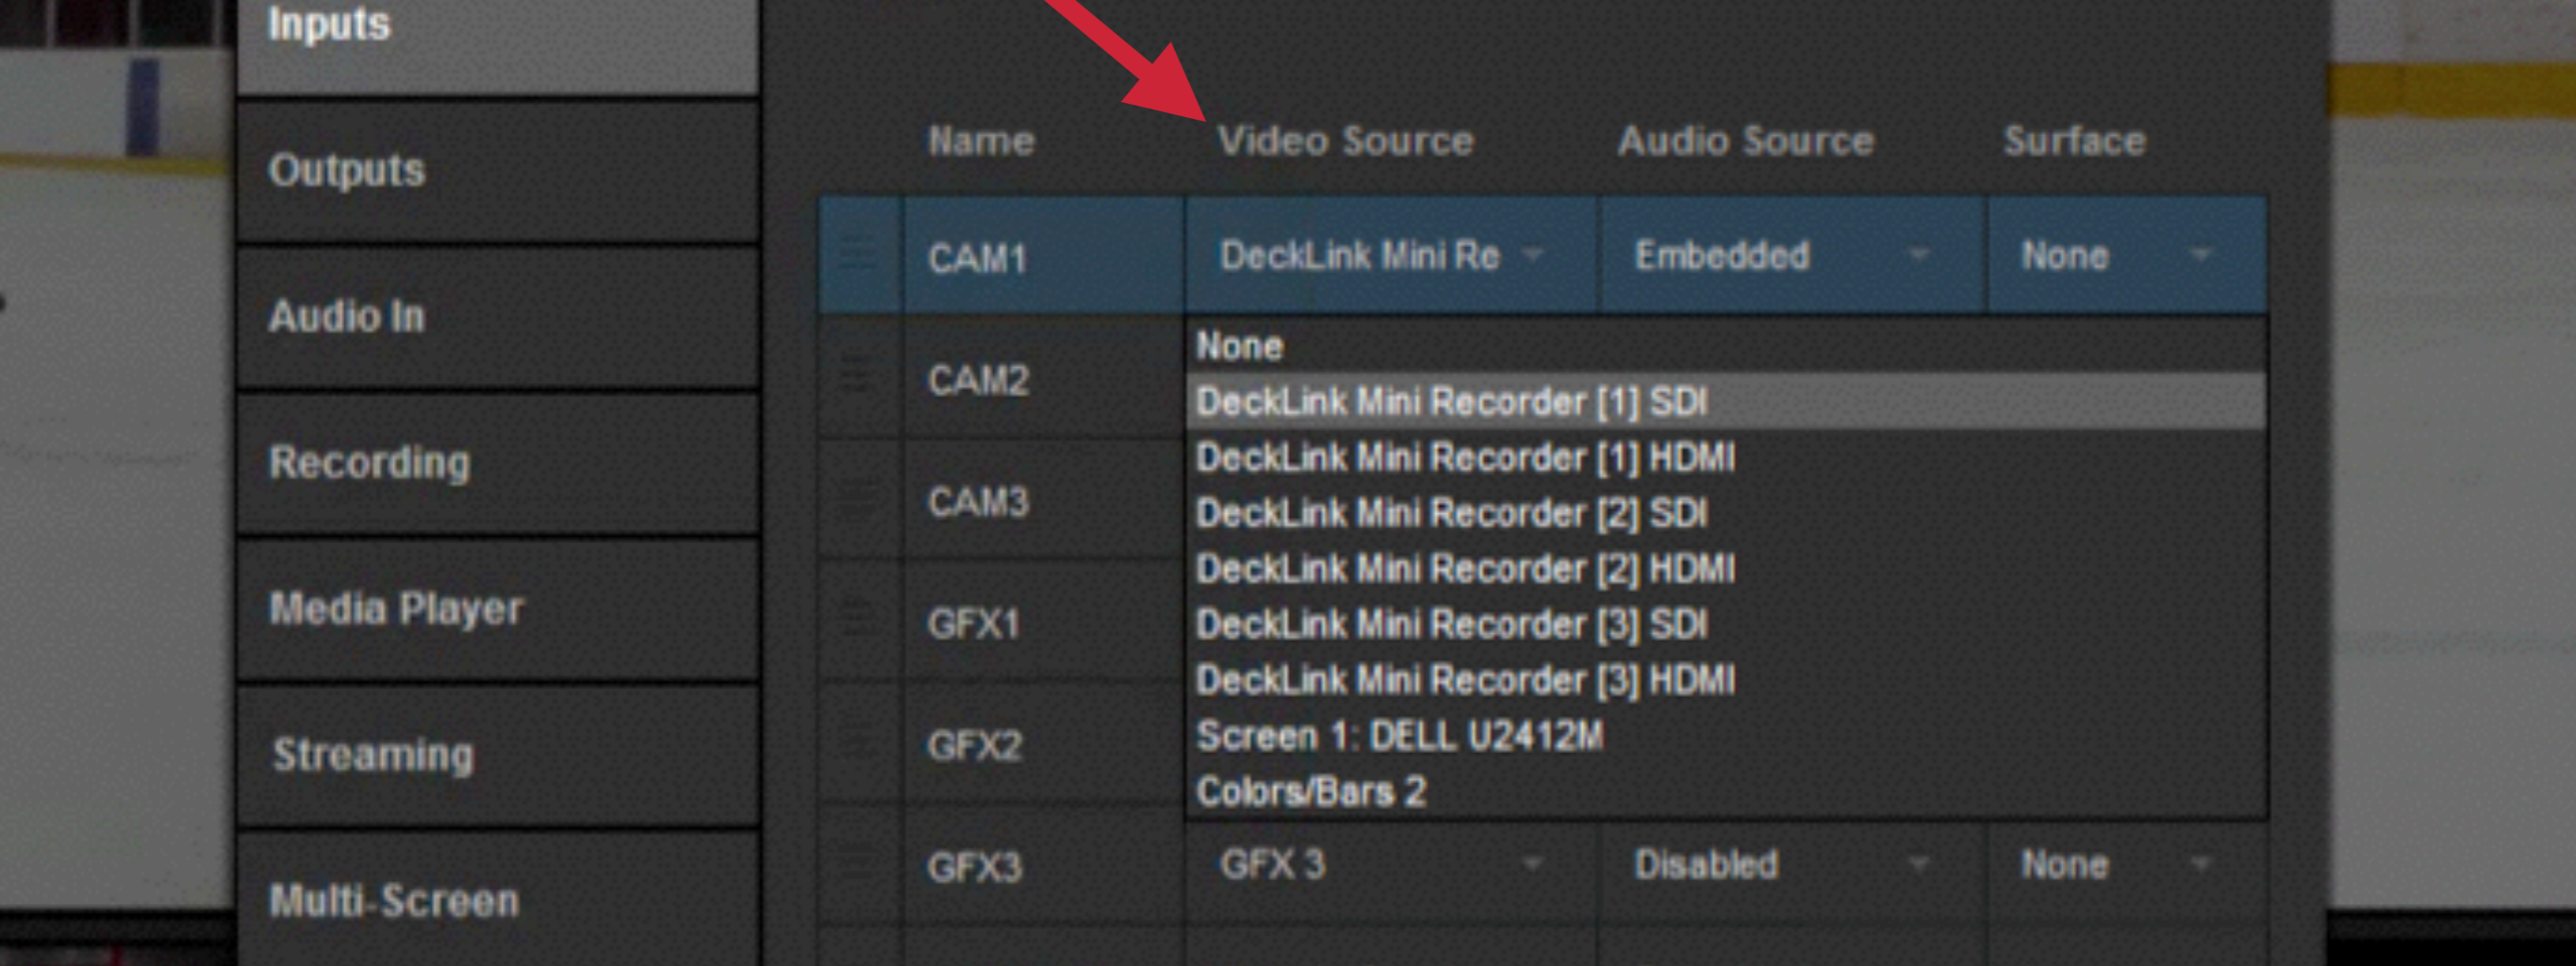 Inputs
Outputs
Audio In
Recording
Media Player
Streaming
Multi-Screen
Name Video Source Audio Source Surface
CAM1 DeckLink Mini Re Embedded None
CAM2
CAM3
GFX1
GFX2
None
DeckLink Mini Recorder [1] SDI
DeckLink Mini Recorder [1] HDMI
DeckLink Mini Recorder [2] SDI
DeckLink Mini Recorder [2] HDMI
DeckLink Mini Recorder [3] SDI
DeckLink Mini Recorder [3] HDMI
Screen 1: DELL U2412M
Colors/Bars 2
GFX3 GFX 3 Disabled None